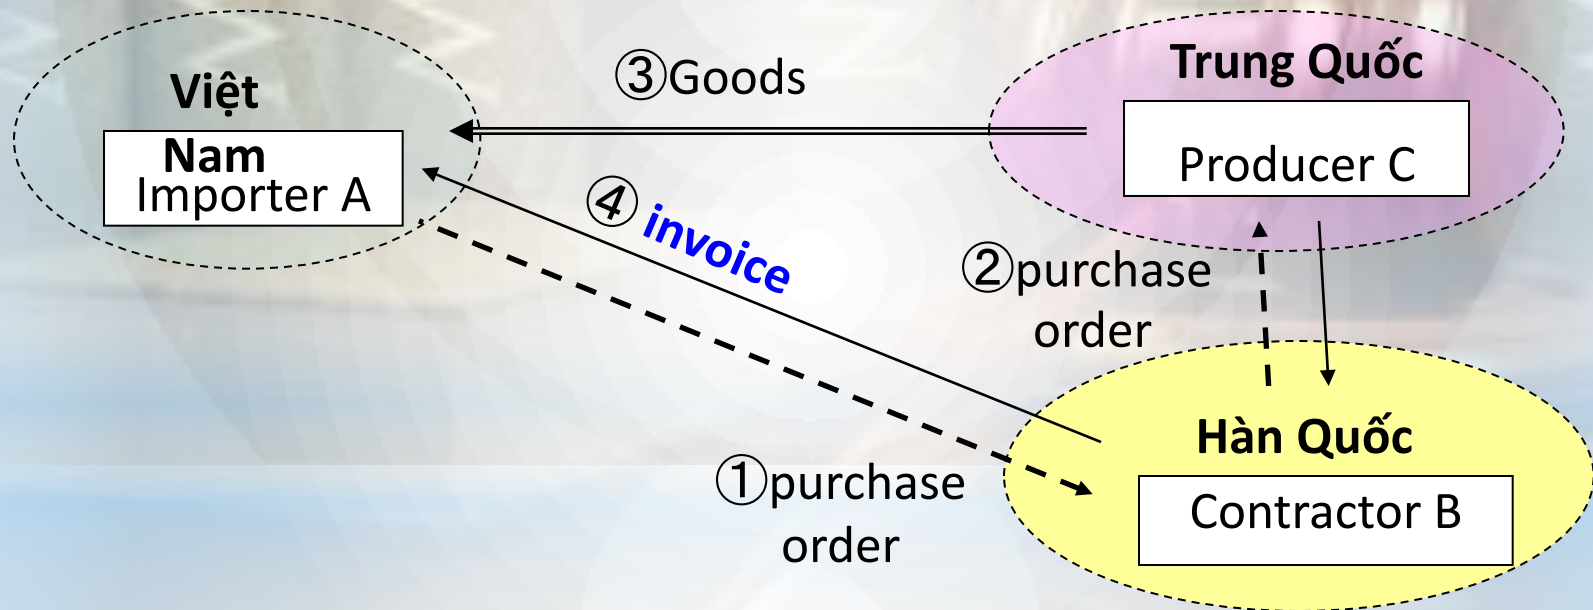 Việt
Nam
Importer A
③Goods
Trung Quốc
Producer C
④ invoice
②purchase
order
①purchase
order
Hàn Quốc
Contractor B